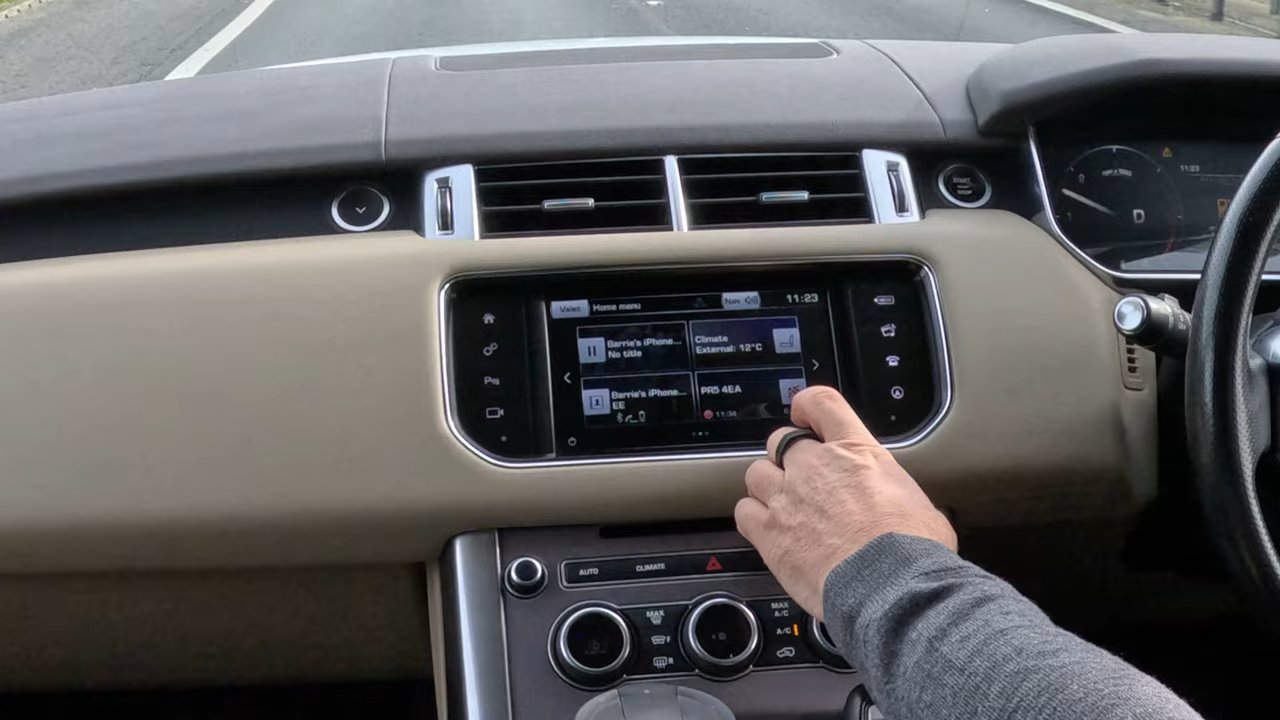 START
STOP
11:23
D
Valet
Home menu
Nav
11:23
Barrie's iPhone...
No title
Climate
External: 12°C
Barrie's iPhone...
EE
PR5 4EA
11:36
AUTO
CLIMATE
MAX
F
R
MAX
A/C
A/C